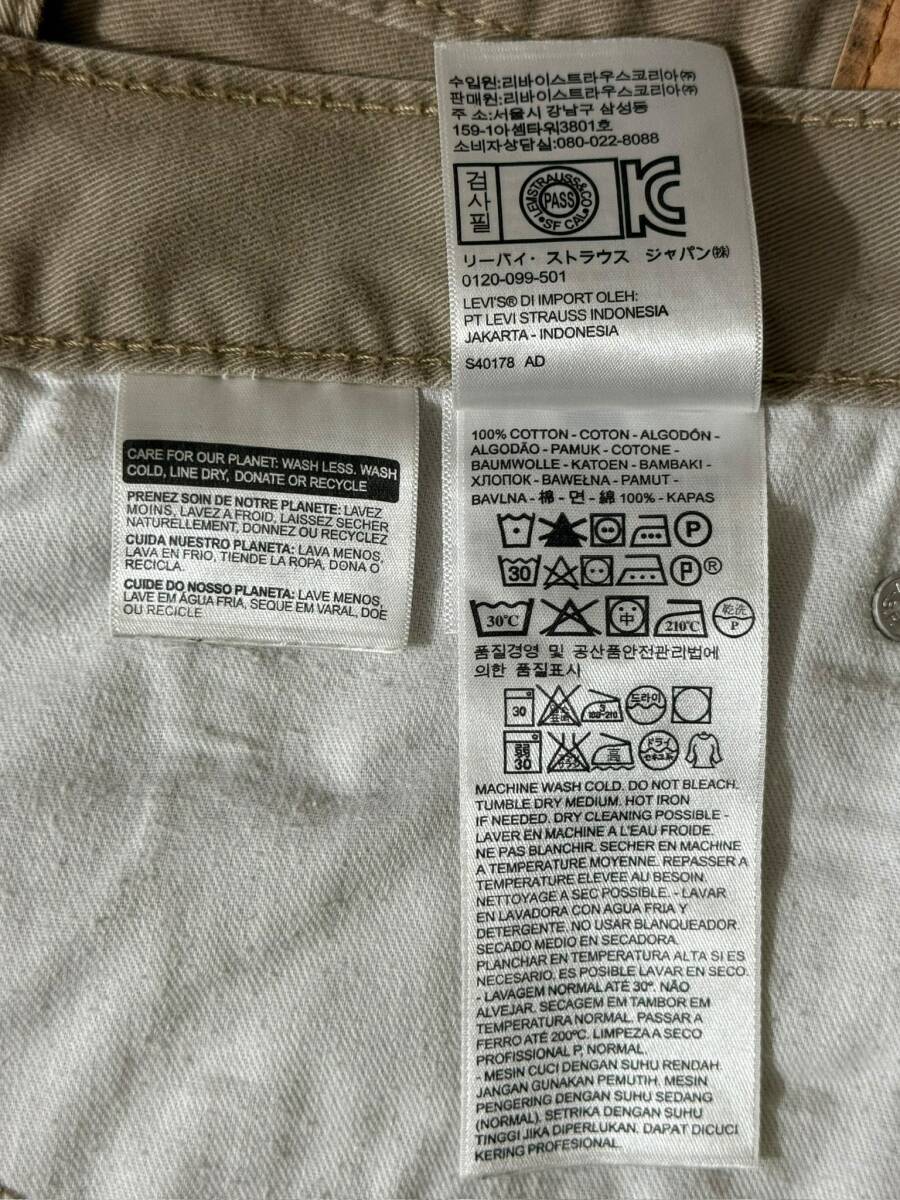 수입원:리바이스트라우스코리아㈜
판매원:리바이스트라우스코리아㈜
주 소:서울시 강남구 삼성동
159-1아셈타워3801호
소비자상담실:080-022-8088
검사필
PASS
SF CAL
リーバイ・ストラウス ジャパン㈱
0120-099-501
LEVI'S® DI IMPORT OLEH:
PT LEVI STRAUSS INDONESIA
JAKARTA - INDONESIA
S40178 AD
CARE FOR OUR PLANET: WASH LESS. WASH
COLD, LINE DRY, DONATE OR RECYCLE
PRENEZ SOIN DE NOTRE PLANETE: LAVEZ
MOINS, LAVEZ A FROID, LAISSEZ SECHER
NATURELLEMENT, DONNEZ OU RECYCLEZ
CUIDA NUESTRO PLANETA: LAVA MENOS,
LAVA EN FRIO, TIENDE LA ROPA, DONA O
RECICLA.
CUIDE DO NOSSO PLANETA: LAVE MENOS,
LAVE EM ÁGUA FRIA, SEQUE EM VARAL, DOE
OU RECICLE
100% COTTON - COTON - ALGODÓN -
ALGODÃO - PAMUK - COTONE -
BAUMWOLLE - KATOEN - BAMBAKI -
ХЛОПОК - BAWEŁNA - PAMUT -
BAVLNA - 棉 - 면 - 綿 100% - KAPAS
P
30 P®
30℃ 中 210℃ 乾洗 P
품질경영 및 공산품안전관리법에
의한 품질표시
30 3 180-210 드라이
弱 30 高 ドライ
MACHINE WASH COLD. DO NOT BLEACH.
TUMBLE DRY MEDIUM. HOT IRON
IF NEEDED. DRY CLEANING POSSIBLE -
LAVER EN MACHINE A L'EAU FROIDE.
NE PAS BLANCHIR. SECHER EN MACHINE
A TEMPERATURE MOYENNE. REPASSER A
TEMPERATURE ELEVEE AU BESOIN.
NETTOYAGE A SEC POSSIBLE. - LAVAR
EN LAVADORA CON AGUA FRIA Y
DETERGENTE. NO USAR BLANQUEADOR.
SECADO MEDIO EN SECADORA.
PLANCHAR EN TEMPERATURA ALTA SI ES
NECESARIO. ES POSIBLE LAVAR EN SECO.
- LAVAGEM NORMAL ATÉ 30º. NÃO
ALVEJAR. SECAGEM EM TAMBOR EM
TEMPERATURA NORMAL. PASSAR A
FERRO ATÉ 200ºC. LIMPEZA A SECO
PROFISSIONAL P, NORMAL.
- MESIN CUCI DENGAN SUHU RENDAH.
JANGAN GUNAKAN PEMUTIH. MESIN
PENGERING DENGAN SUHU SEDANG
(NORMAL). SETRIKA DENGAN SUHU
TINGGI JIKA DIPERLUKAN. DAPAT DICUCI
KERING PROFESIONAL.